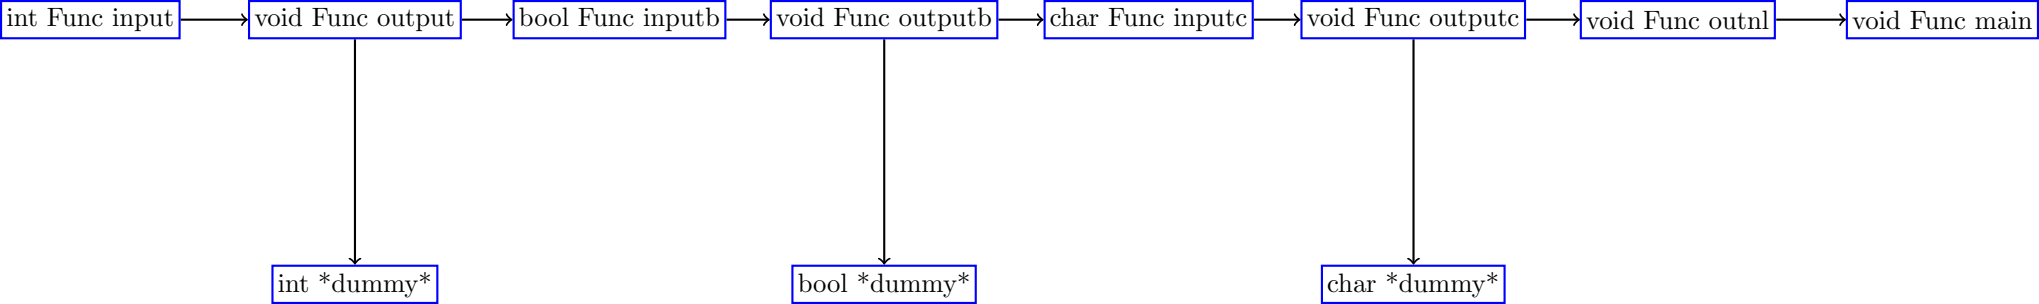 int Func input
void Func output
bool Func inputb
void Func outputb
char Func inputc
void Func outputc
void Func outnl
void Func main
int *dummy*
bool *dummy*
char *dummy*